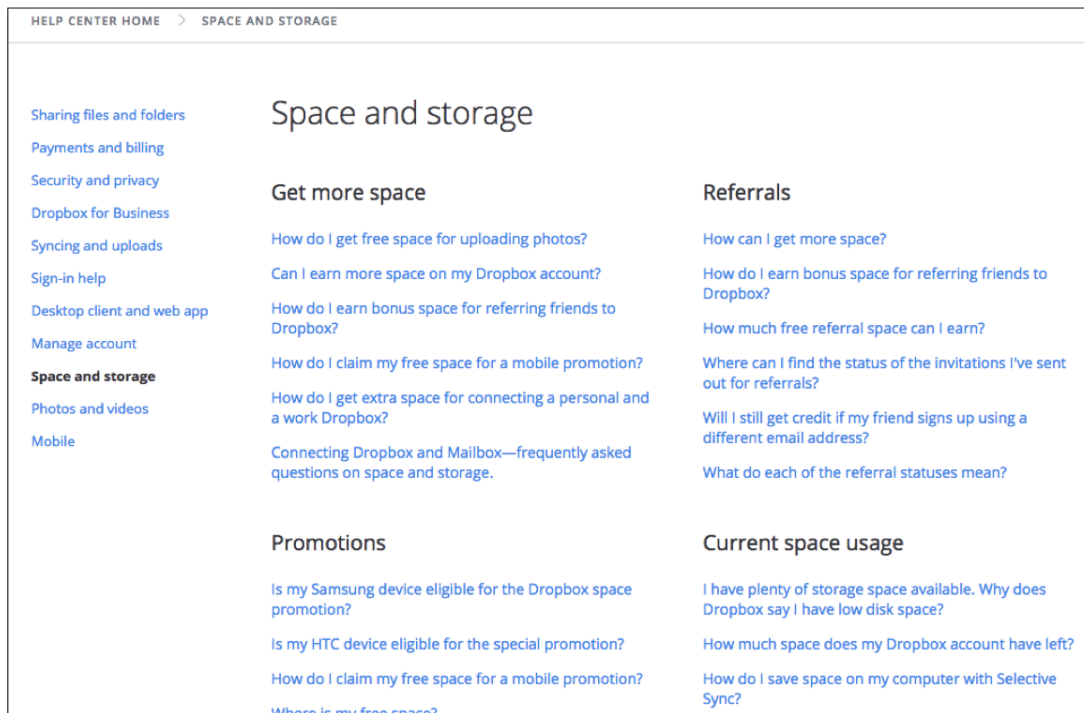 HELP CENTER HOME > SPACE AND STORAGE
Sharing files and folders
Payments and billing
Security and privacy
Dropbox for Business
Syncing and uploads
Sign-in help
Desktop client and web app
Manage account
Space and storage
Photos and videos
Mobile
Space and storage
Get more space
How do I get free space for uploading photos?
Can I earn more space on my Dropbox account?
How do I earn bonus space for referring friends to
Dropbox?
How do I claim my free space for a mobile promotion?
How do I get extra space for connecting a personal and
a work Dropbox?
Connecting Dropbox and Mailbox—frequently asked
questions on space and storage.
Referrals
How can I get more space?
How do I earn bonus space for referring friends to
Dropbox?
How much free referral space can I earn?
Where can I find the status of the invitations I've sent
out for referrals?
Will I still get credit if my friend signs up using a
different email address?
What do each of the referral statuses mean?
Promotions
Is my Samsung device eligible for the Dropbox space
promotion?
Is my HTC device eligible for the special promotion?
How do I claim my free space for a mobile promotion?
Where is my free space?
Current space usage
I have plenty of storage space available. Why does
Dropbox say I have low disk space?
How much space does my Dropbox account have left?
How do I save space on my computer with Selective
Sync?